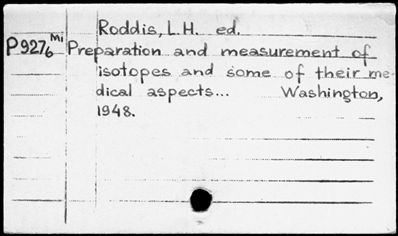 Roddis, L.H. ed.
P9276 Mi Preparation and measurement of
isotopes and some of their me-
dical aspects... Washington,
1948.